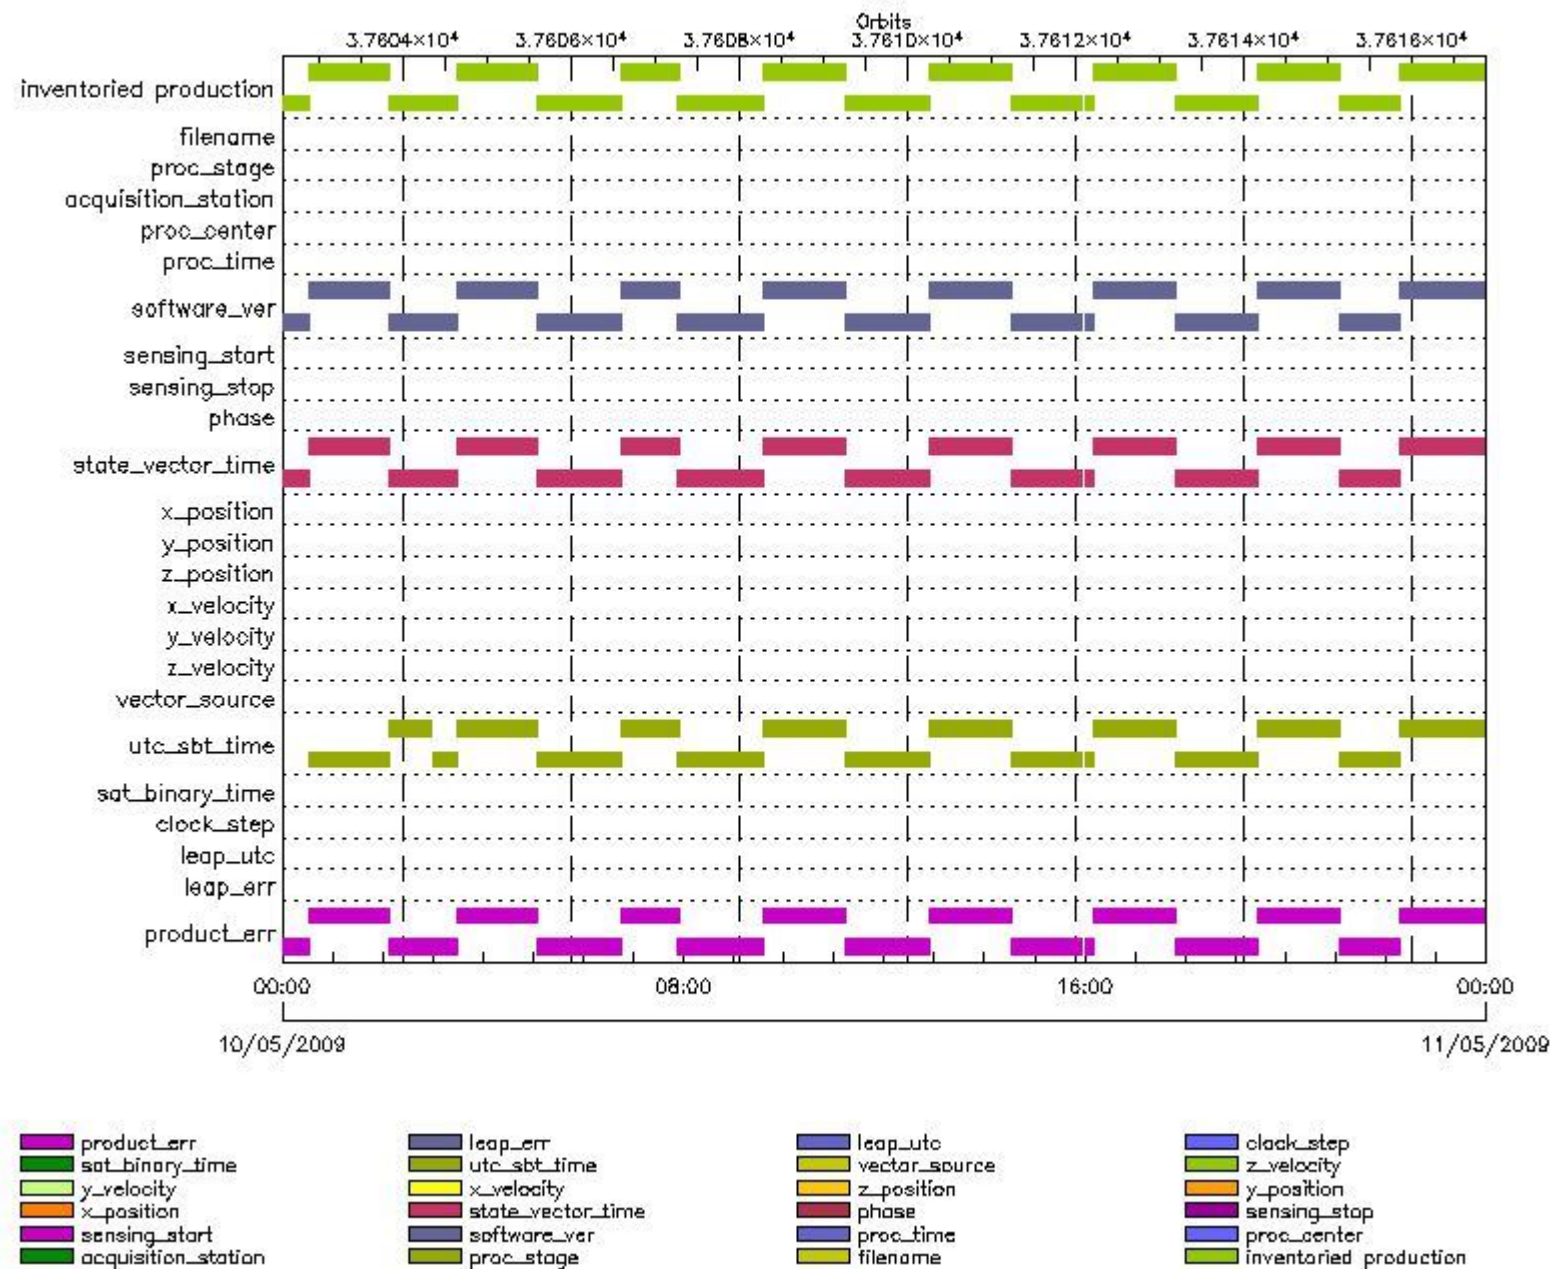 Orbits
3.7604×10⁴ 3.7606×10⁴ 3.7608×10⁴ 3.7610×10⁴ 3.7612×10⁴ 3.7614×10⁴ 3.7616×10⁴
inventoried production
filename
proc_stage
acquisition_station
proc_center
proc_time
software_ver
sensing_start
sensing_stop
phase
state_vector_time
x_position
y_position
z_position
x_velocity
y_velocity
z_velocity
vector_source
utc_sbt_time
sat_binary_time
clock_step
leap_utc
leap_err
product_err
00:00 08:00 16:00 00:00
10/05/2009 11/05/2009
product_err leap_err leap_utc clock_step
sat_binary_time utc_sbt_time vector_source z_velocity
y_velocity x_velocity z_position y_position
x_position state_vector_time phase sensing_stop
sensing_start software_ver proc_time proc_center
acquisition_station proc_stage filename inventoried production